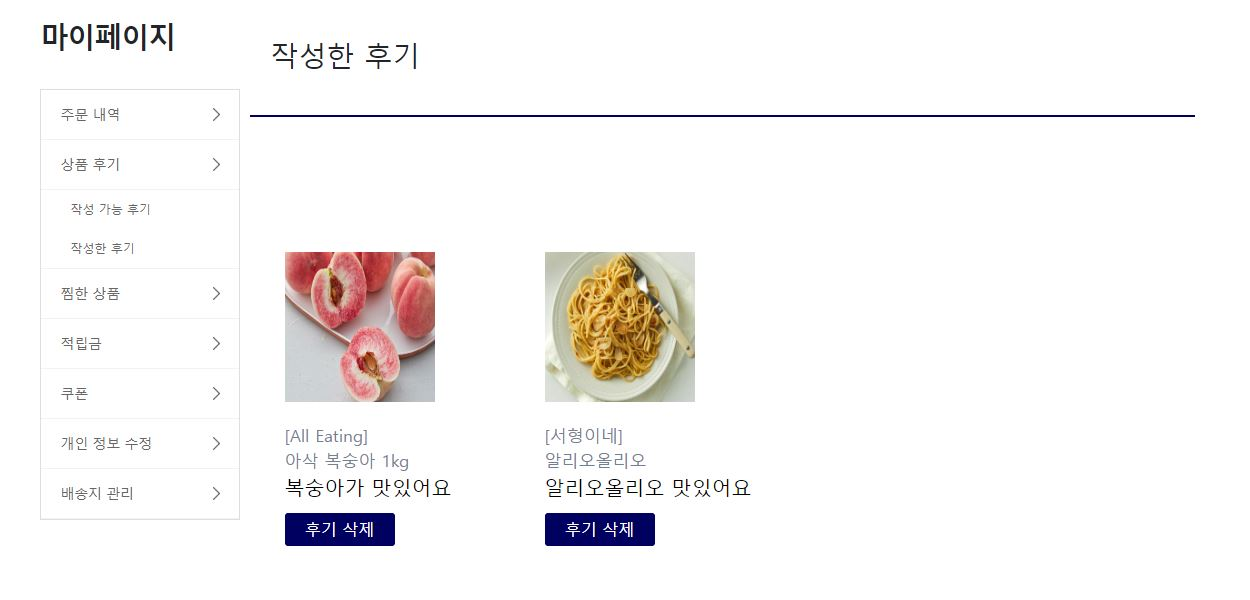 마이페이지
주문 내역
상품 후기
작성 가능 후기
작성한 후기
찜한 상품
적립금
쿠폰
개인 정보 수정
배송지 관리
작성한 후기
[All Eating]
아삭 복숭아 1kg
복숭아가 맛있어요
후기 삭제
[서형이네]
알리오올리오
알리오올리오 맛있어요
후기 삭제